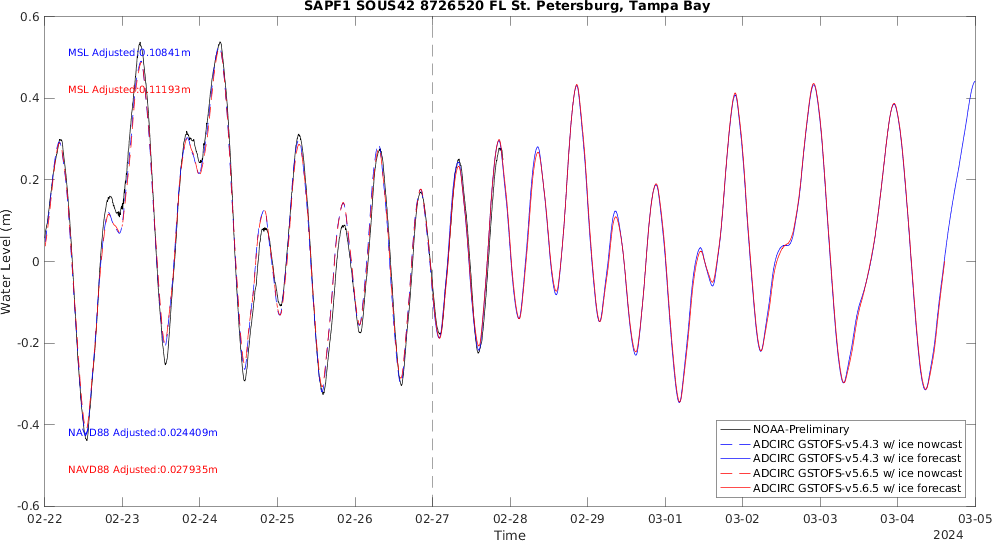 SAPF1 SOUS42 8726520 FL St. Petersburg, Tampa Bay
0.6
MSL Adjusted:0.10841m
MSL Adjusted:0.11193m
0.4
0.2
0
-0.2
-0.4
-0.6
Water Level (m)
NAVD88 Adjusted:0.024409m
NAVD88 Adjusted:0.027935m
NOAA-Preliminary
ADCIRC GSTOFS-v5.4.3 w/ ice nowcast
ADCIRC GSTOFS-v5.4.3 w/ ice forecast
ADCIRC GSTOFS-v5.6.5 w/ ice nowcast
ADCIRC GSTOFS-v5.6.5 w/ ice forecast
02-22 02-23 02-24 02-25 02-26 02-27 02-28 02-29 03-01 03-02 03-03 03-04 03-05
Time
2024